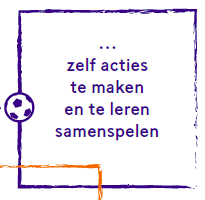 ...
zelf acties
te maken
en te leren
samenspelen